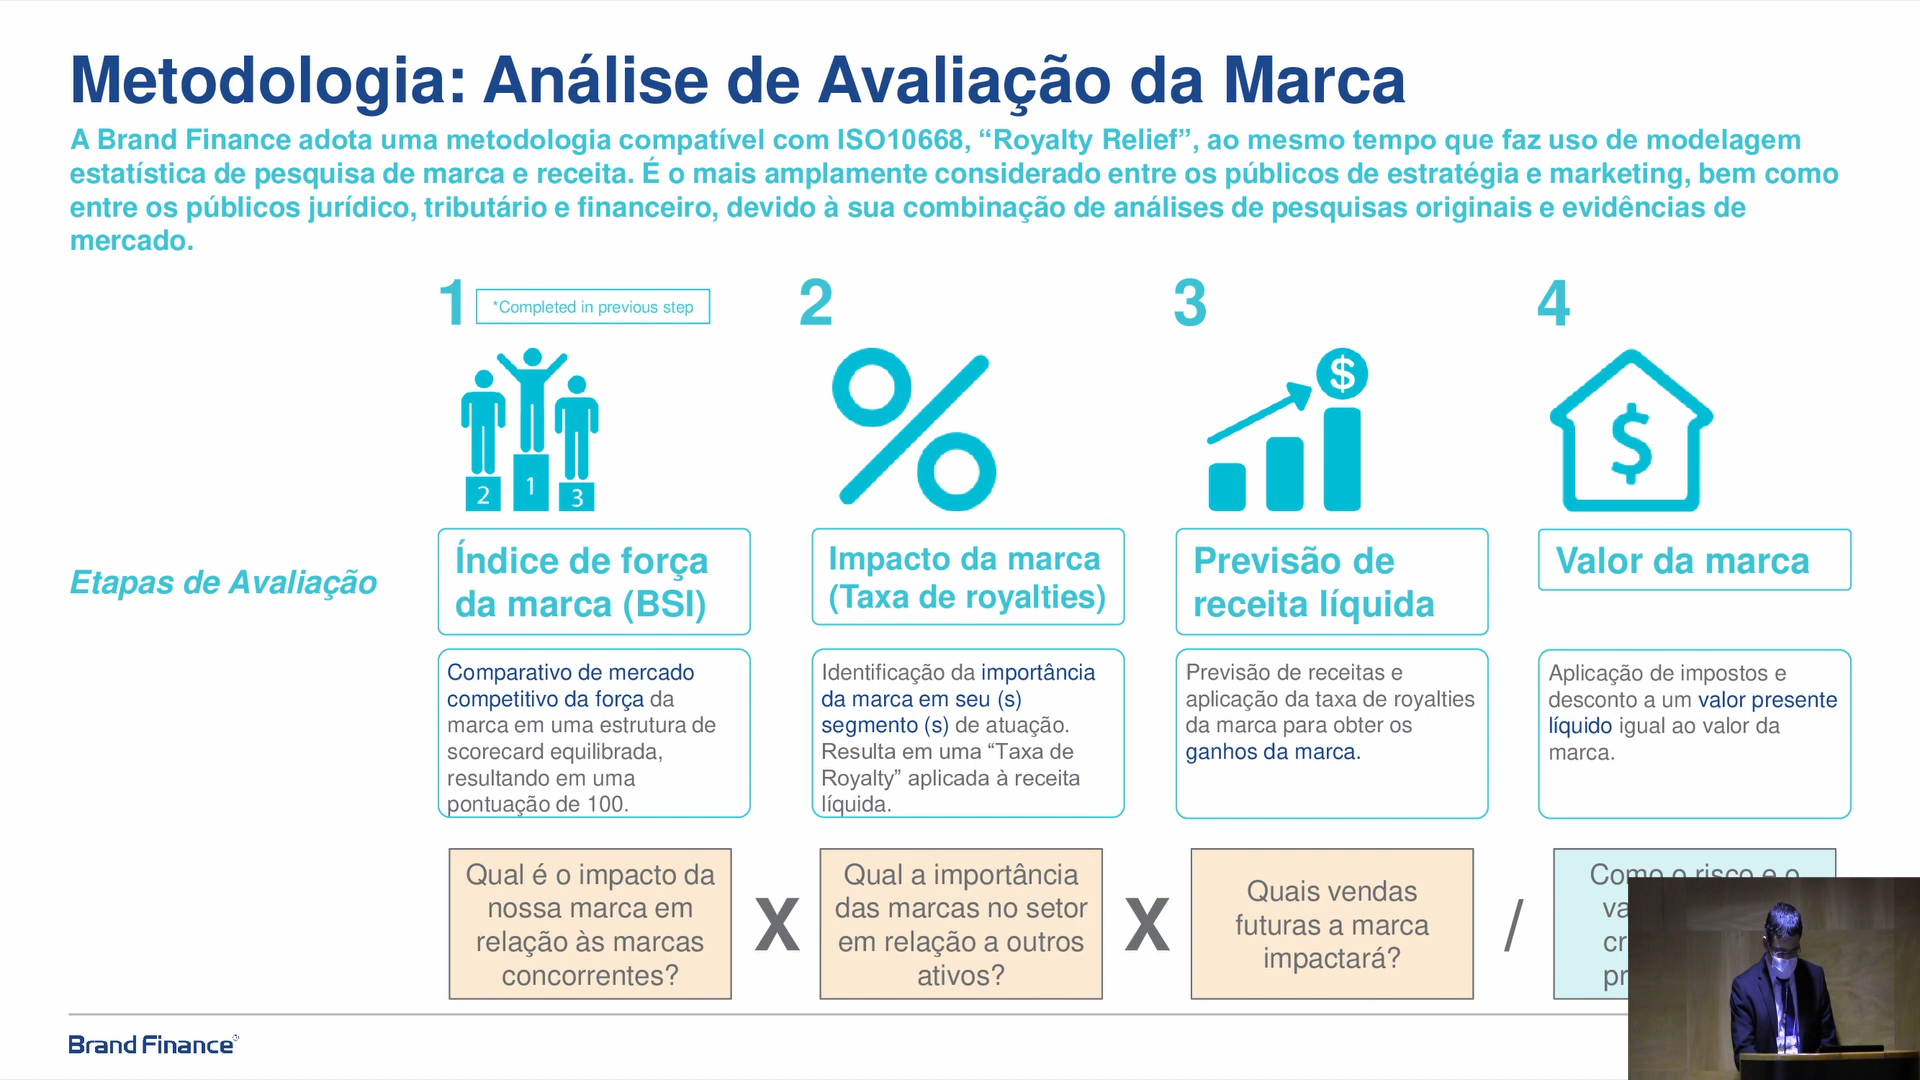 Metodologia: Análise de Avaliação da Marca
A Brand Finance adota uma metodologia compatível com ISO10668, “Royalty Relief”, ao mesmo tempo que faz uso de modelagem
estatística de pesquisa de marca e receita. É o mais amplamente considerado entre os públicos de estratégia e marketing, bem como
entre os públicos jurídico, tributário e financeiro, devido à sua combinação de análises de pesquisas originais e evidências de
mercado.
1
*Completed in previous step
2
3
4
2
1
3
$
$
Etapas de Avaliação
Índice de força
da marca (BSI)
Impacto da marca
(Taxa de royalties)
Previsão de
receita líquida
Valor da marca
Comparativo de mercado
competitivo da força da
marca em uma estrutura de
scorecard equilibrada,
resultando em uma
pontuação de 100.
Identificação da importância
da marca em seu (s)
segmento (s) de atuação.
Resulta em uma “Taxa de
Royalty” aplicada à receita
líquida.
Previsão de receitas e
aplicação da taxa de royalties
da marca para obter os
ganhos da marca.
Aplicação de impostos e
desconto a um valor presente
líquido igual ao valor da
marca.
Qual é o impacto da
nossa marca em
relação às marcas
concorrentes?
X
Qual a importância
das marcas no setor
em relação a outros
ativos?
X
Quais vendas
futuras a marca
impactará?
/
Como o risco e o
Brand Finance®